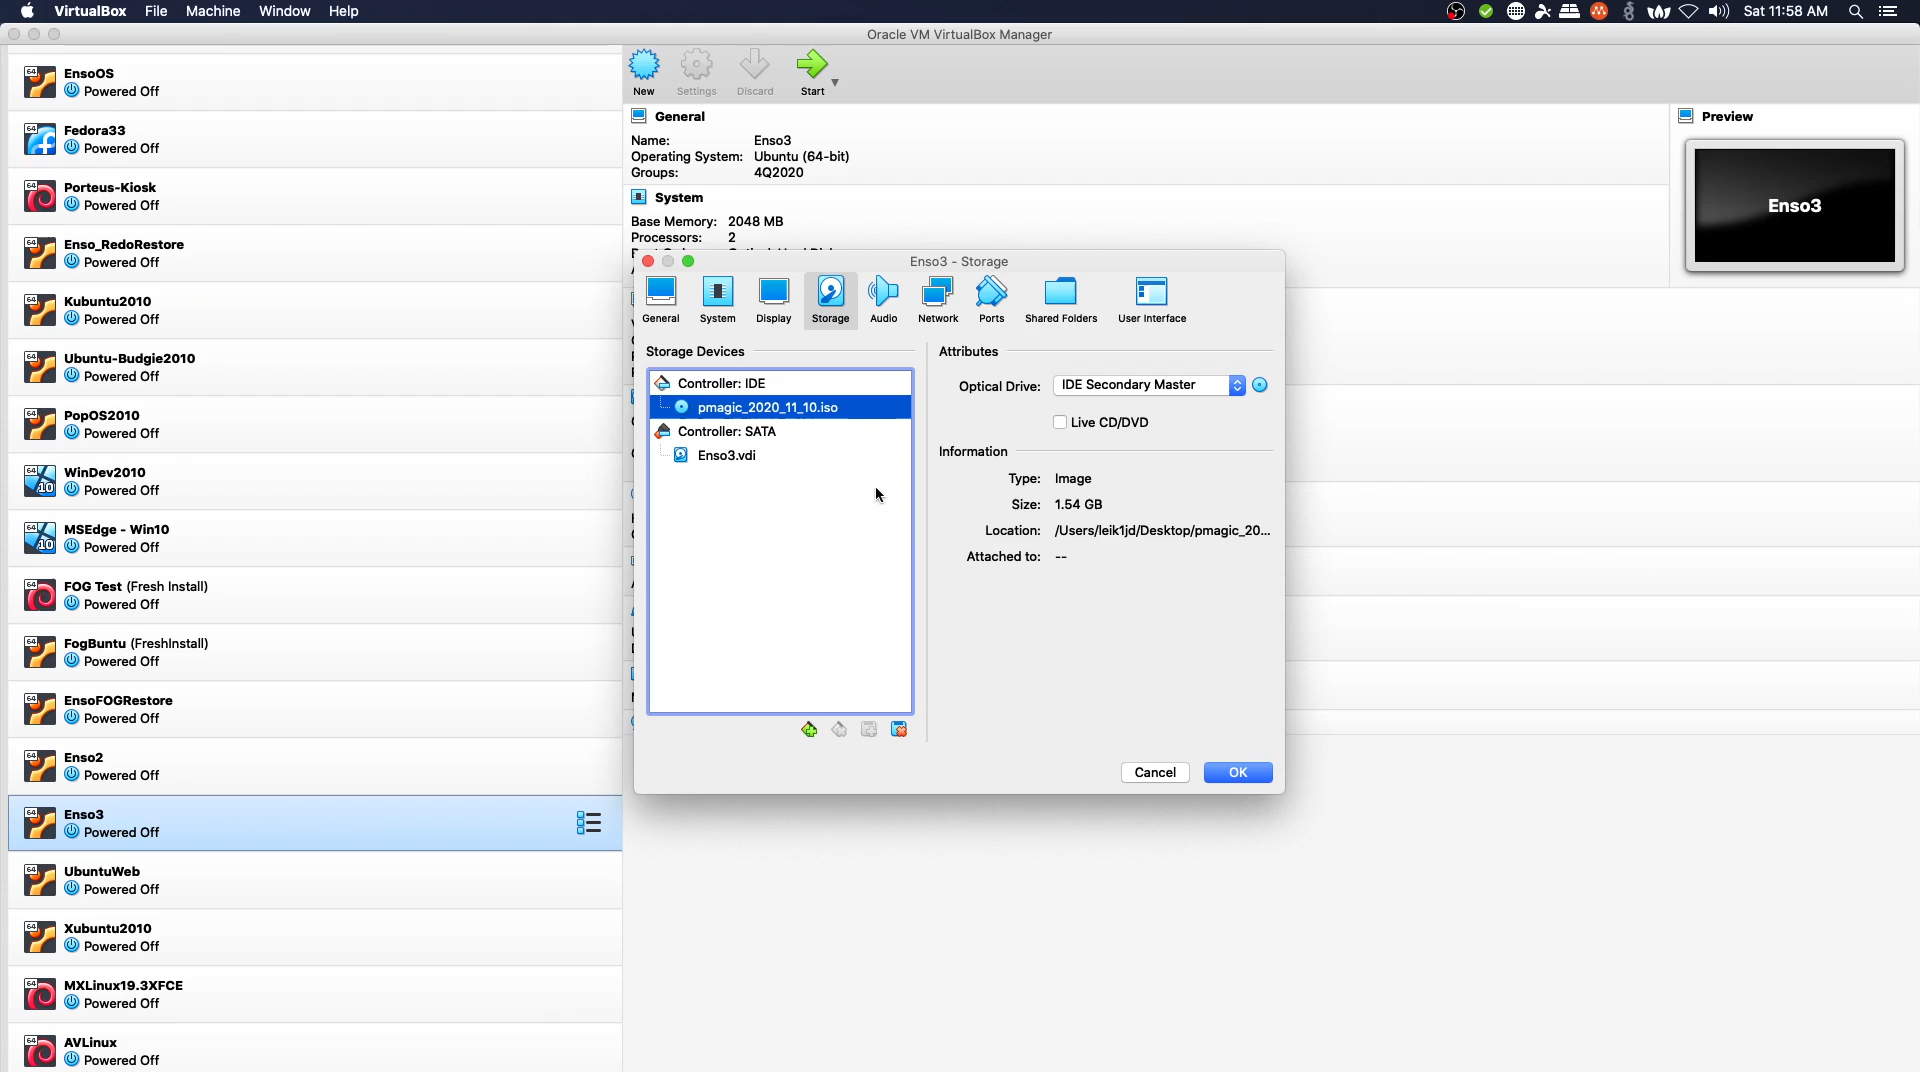 VirtualBox File Machine Window Help
Sat 11:58 AM
Oracle VM VirtualBox Manager
EnsoOS
Powered Off
Fedora33
Powered Off
Porteus-Kiosk
Powered Off
Enso_RedoRestore
Powered Off
Kubuntu2010
Powered Off
Ubuntu-Budgie2010
Powered Off
PopOS2010
Powered Off
WinDev2010
Powered Off
MSEdge - Win10
Powered Off
FOG Test (Fresh Install)
Powered Off
FogBuntu (FreshInstall)
Powered Off
EnsoFOGRestore
Powered Off
Enso2
Powered Off
Enso3
Powered Off
UbuntuWeb
Powered Off
Xubuntu2010
Powered Off
MXLinux19.3XFCE
Powered Off
AVLinux
Powered Off
New Settings Discard Start
General
Name: Enso3
Operating System: Ubuntu (64-bit)
Groups: 4Q2020
System
Base Memory: 2048 MB
Processors: 2
Preview
Enso3
Enso3 - Storage
General System Display Storage Audio Network Ports Shared Folders User Interface
Storage Devices
Controller: IDE
pmagic_2020_11_10.iso
Controller: SATA
Enso3.vdi
Attributes
Optical Drive: IDE Secondary Master
Live CD/DVD
Information
Type: Image
Size: 1.54 GB
Location: /Users/leik1jd/Desktop/pmagic_20...
Attached to: --
Cancel OK